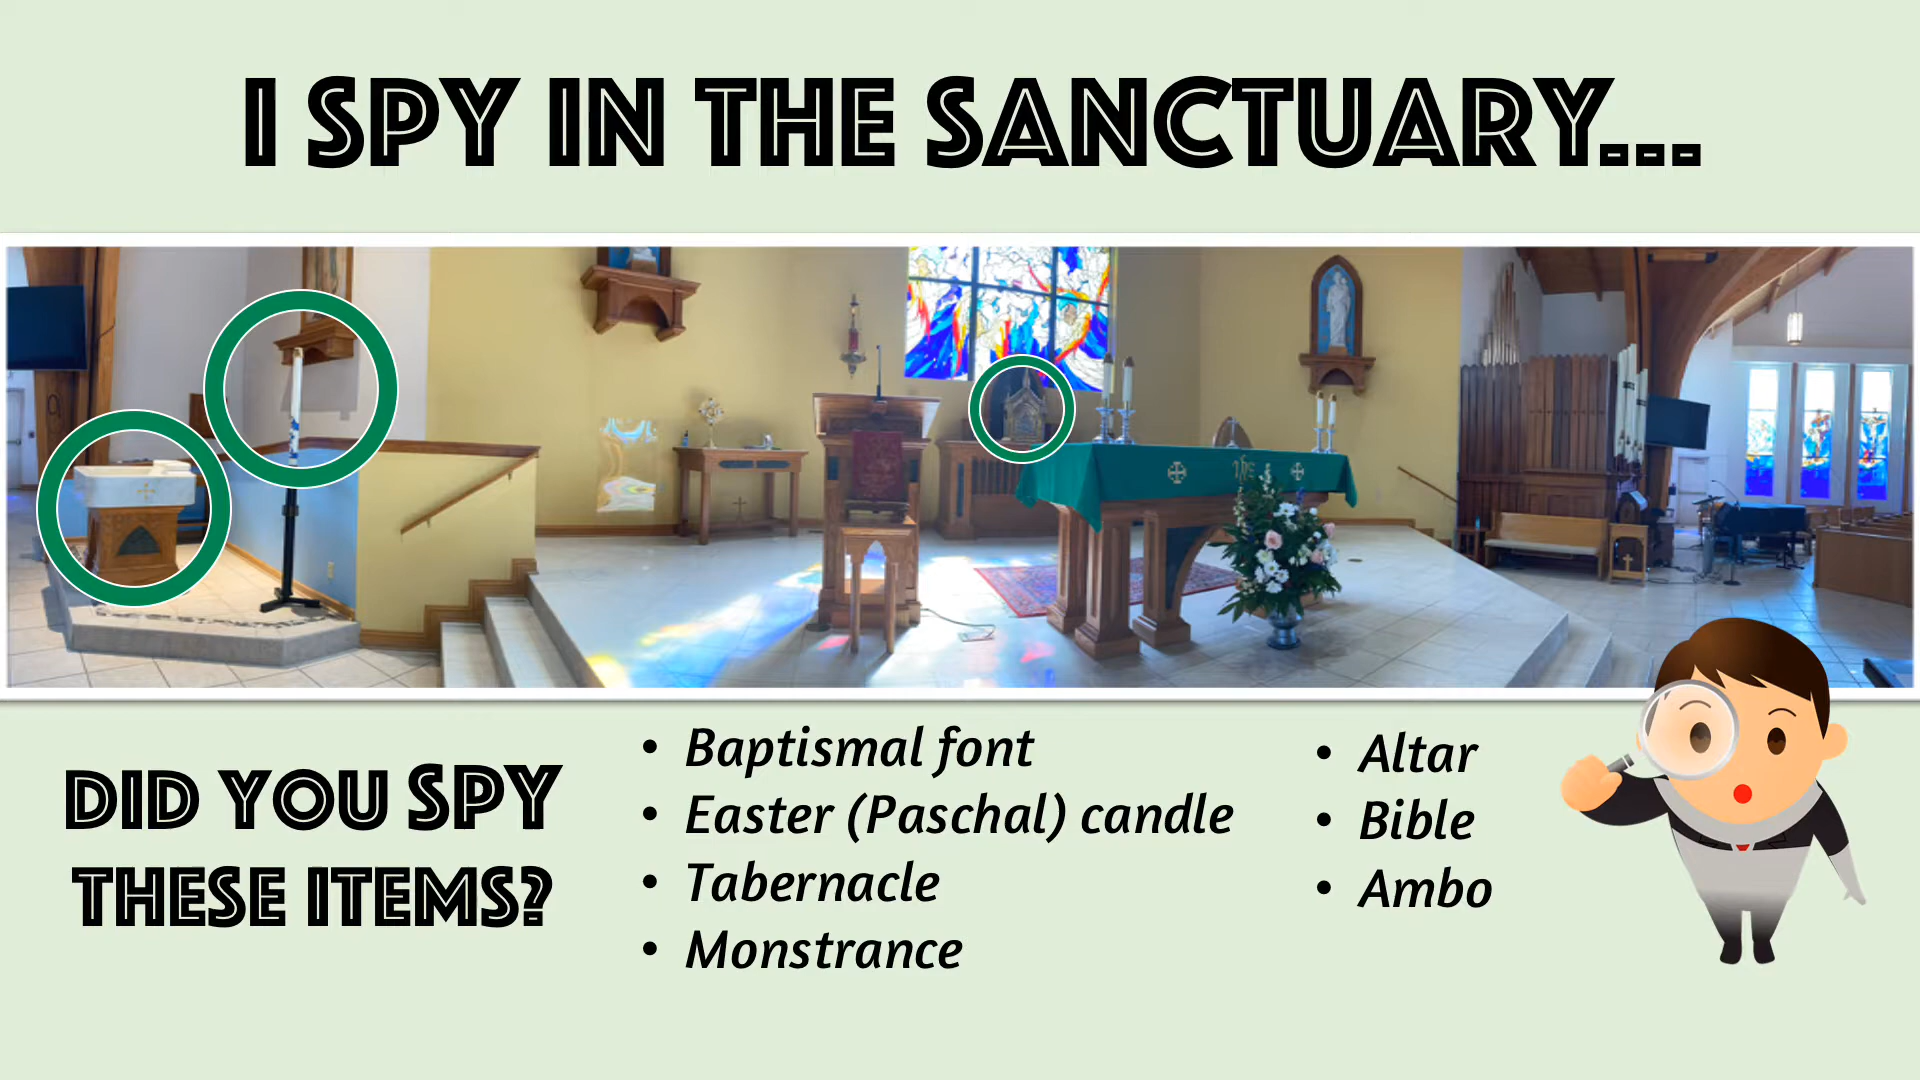 I SPY IN THE SANCTUARY...
DID YOU SPY
THESE ITEMS?
• Baptismal font
• Easter (Paschal) candle
• Tabernacle
• Monstrance
• Altar
• Bible
• Ambo